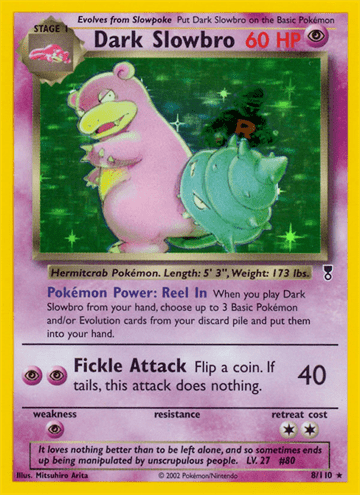 Evolves from Slowpoke Put Dark Slowbro on the Basic Pokémon
STAGE 1
Dark Slowbro 60 HP
R
Hermitcrab Pokémon. Length: 5' 3", Weight: 173 lbs.
Pokémon Power: Reel In When you play Dark
Slowbro from your hand, choose up to 3 Basic Pokémon
and/or Evolution cards from your discard pile and put them
into your hand.
Fickle Attack Flip a coin. If 40
tails, this attack does nothing.
weakness resistance retreat cost
It loves nothing better than to be left alone, and so sometimes ends
up being manipulated by unscrupulous people. LV. 27 #80
Illus. Mitsuhiro Arita © 2002 Pokémon/Nintendo 8/110